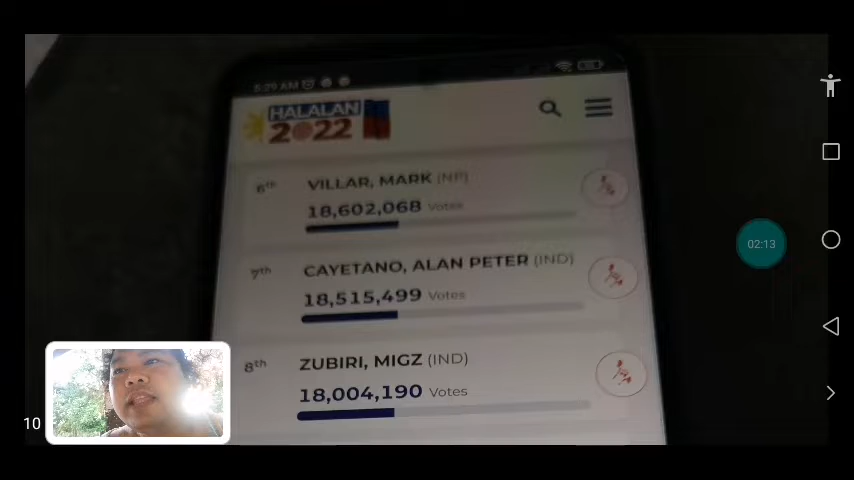 HALALAN
2022
6th VILLAR, MARK (NP)
18,602,068 Votes
7th CAYETANO, ALAN PETER (IND)
18,515,499 Votes
02:13
8th ZUBIRI, MIGZ (IND)
18,004,190 Votes
10